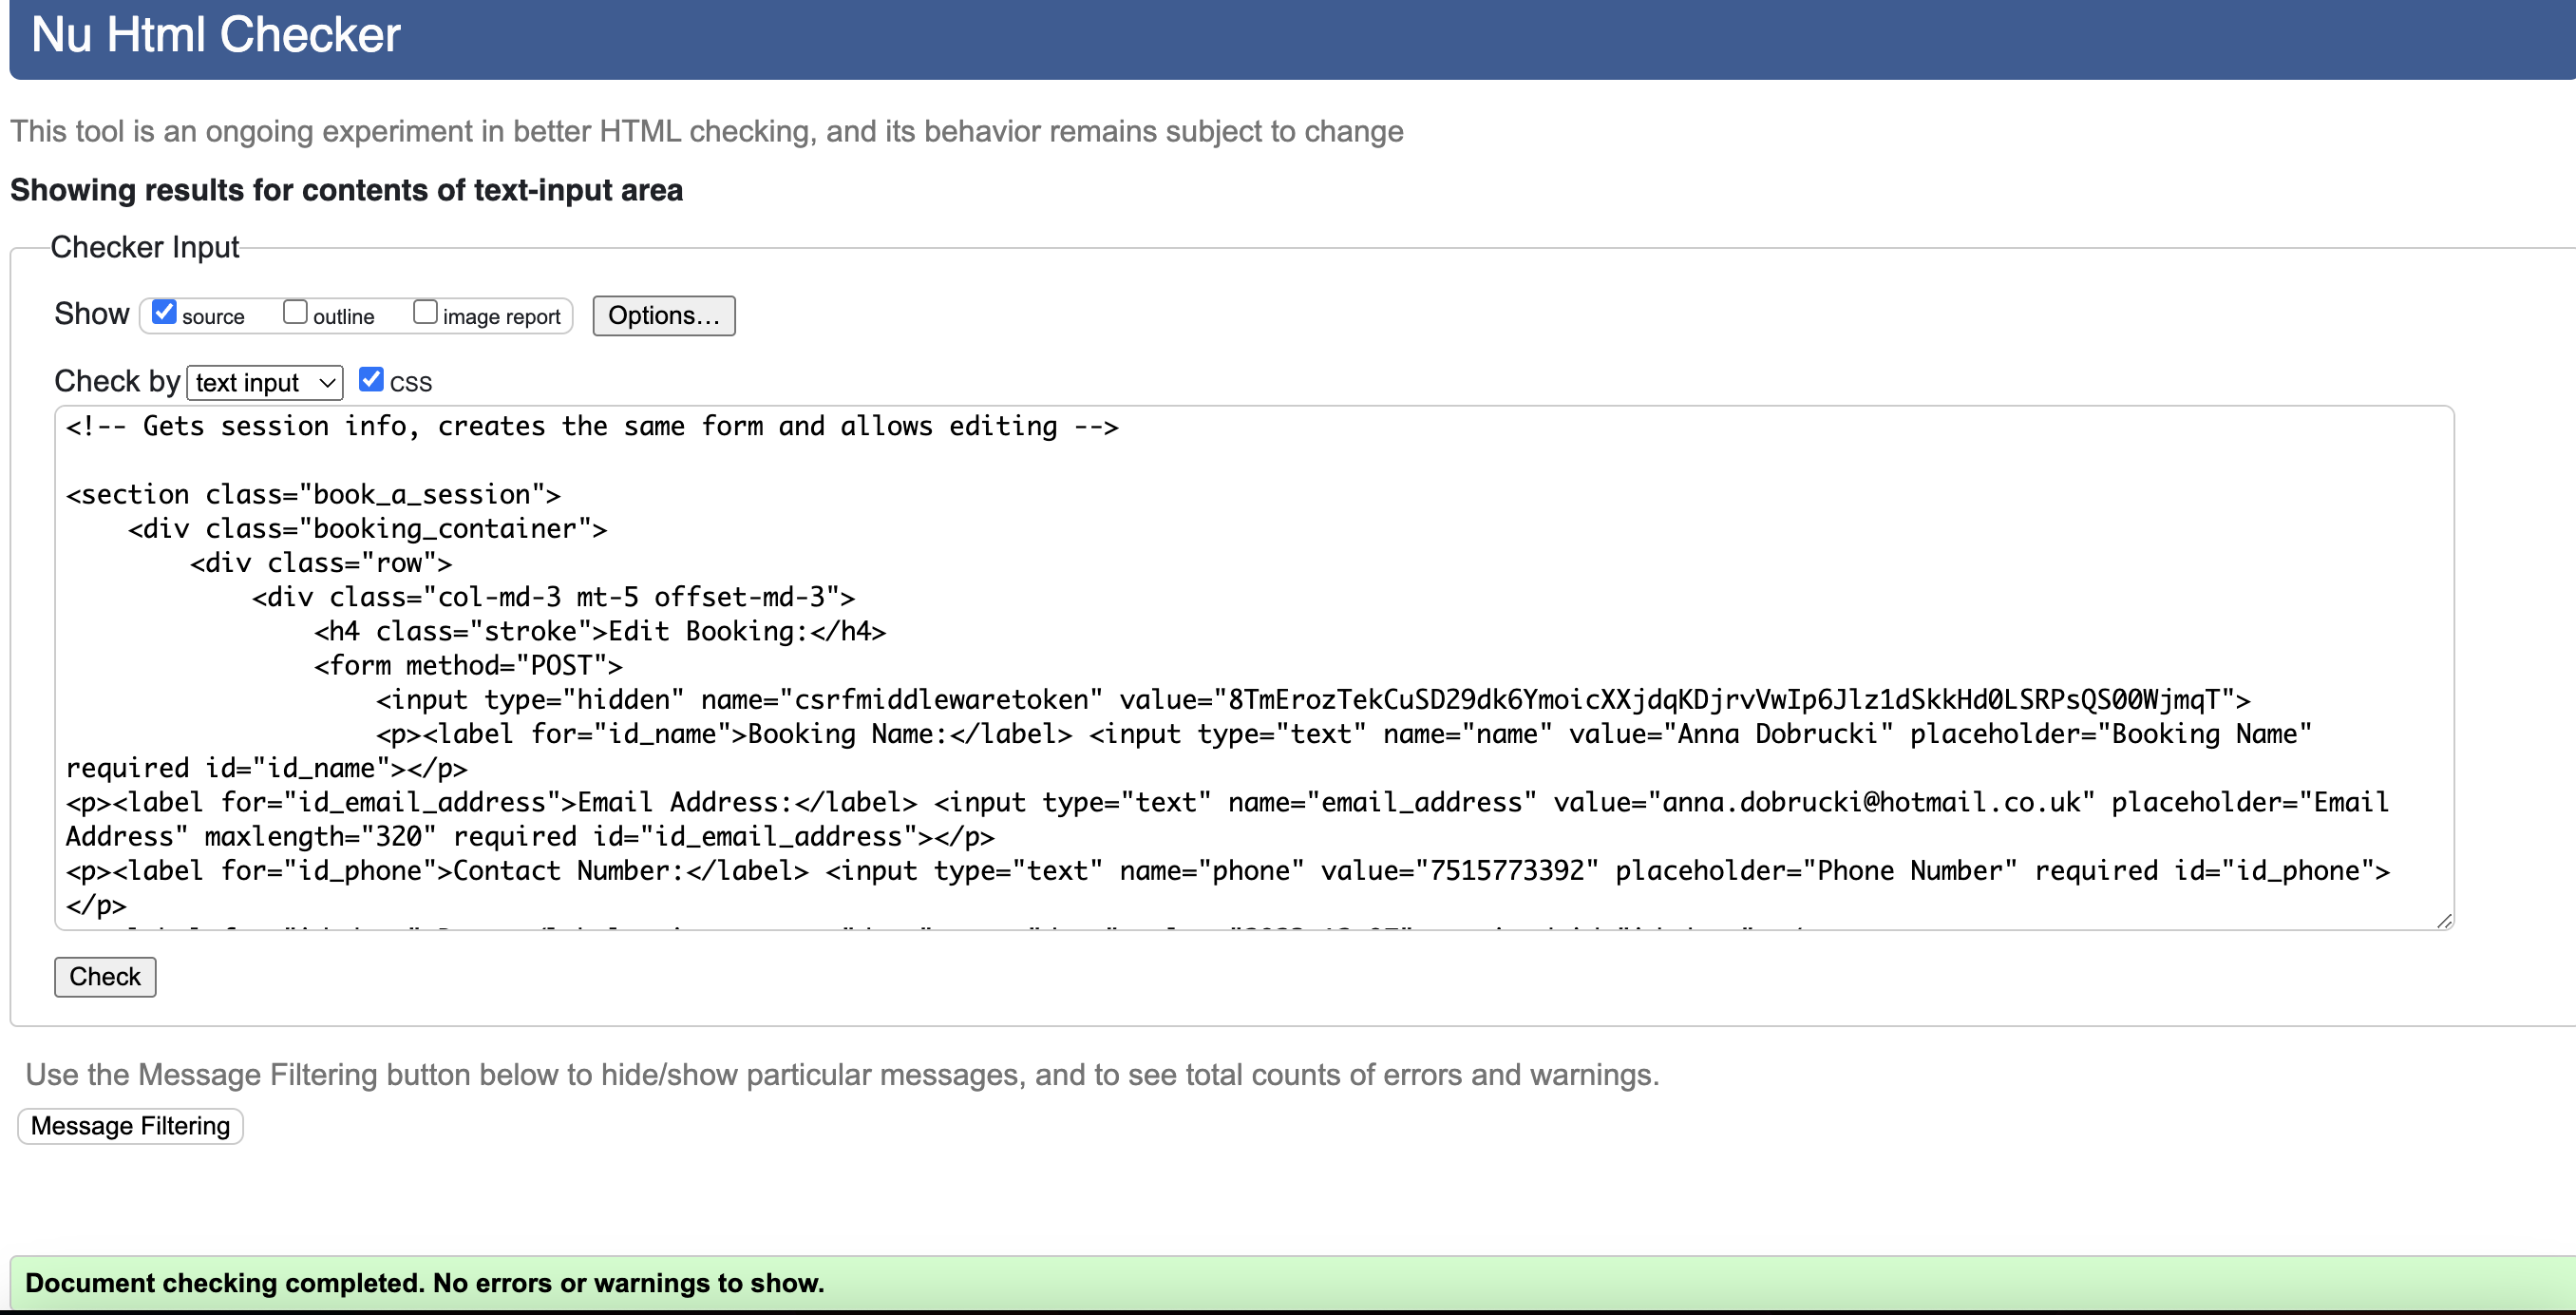 Nu Html Checker
This tool is an ongoing experiment in better HTML checking, and its behavior remains subject to change
Showing results for contents of text-input area
Checker Input
Show source outline image report Options...
Check by text input CSS
<!-- Gets session info, creates the same form and allows editing -->
<section class="book_a_session">
<div class="booking_container">
<div class="row">
<div class="col-md-3 mt-5 offset-md-3">
<h4 class="stroke">Edit Booking:</h4>
<form method="POST">
<input type="hidden" name="csrfmiddlewaretoken" value="8TmErozTekCuSD29dk6YmoicXXjdqKDjrvVwIp6Jlz1dSkkHd0LSRPsQS00WjmqT">
<p><label for="id_name">Booking Name:</label> <input type="text" name="name" value="Anna Dobrucki" placeholder="Booking Name"
required id="id_name"></p>
<p><label for="id_email_address">Email Address:</label> <input type="text" name="email_address" value="anna.dobrucki@hotmail.co.uk" placeholder="Email
Address" maxlength="320" required id="id_email_address"></p>
<p><label for="id_phone">Contact Number:</label> <input type="text" name="phone" value="7515773392" placeholder="Phone Number" required id="id_phone">
</p>
Check
Use the Message Filtering button below to hide/show particular messages, and to see total counts of errors and warnings.
Message Filtering
Document checking completed. No errors or warnings to show.